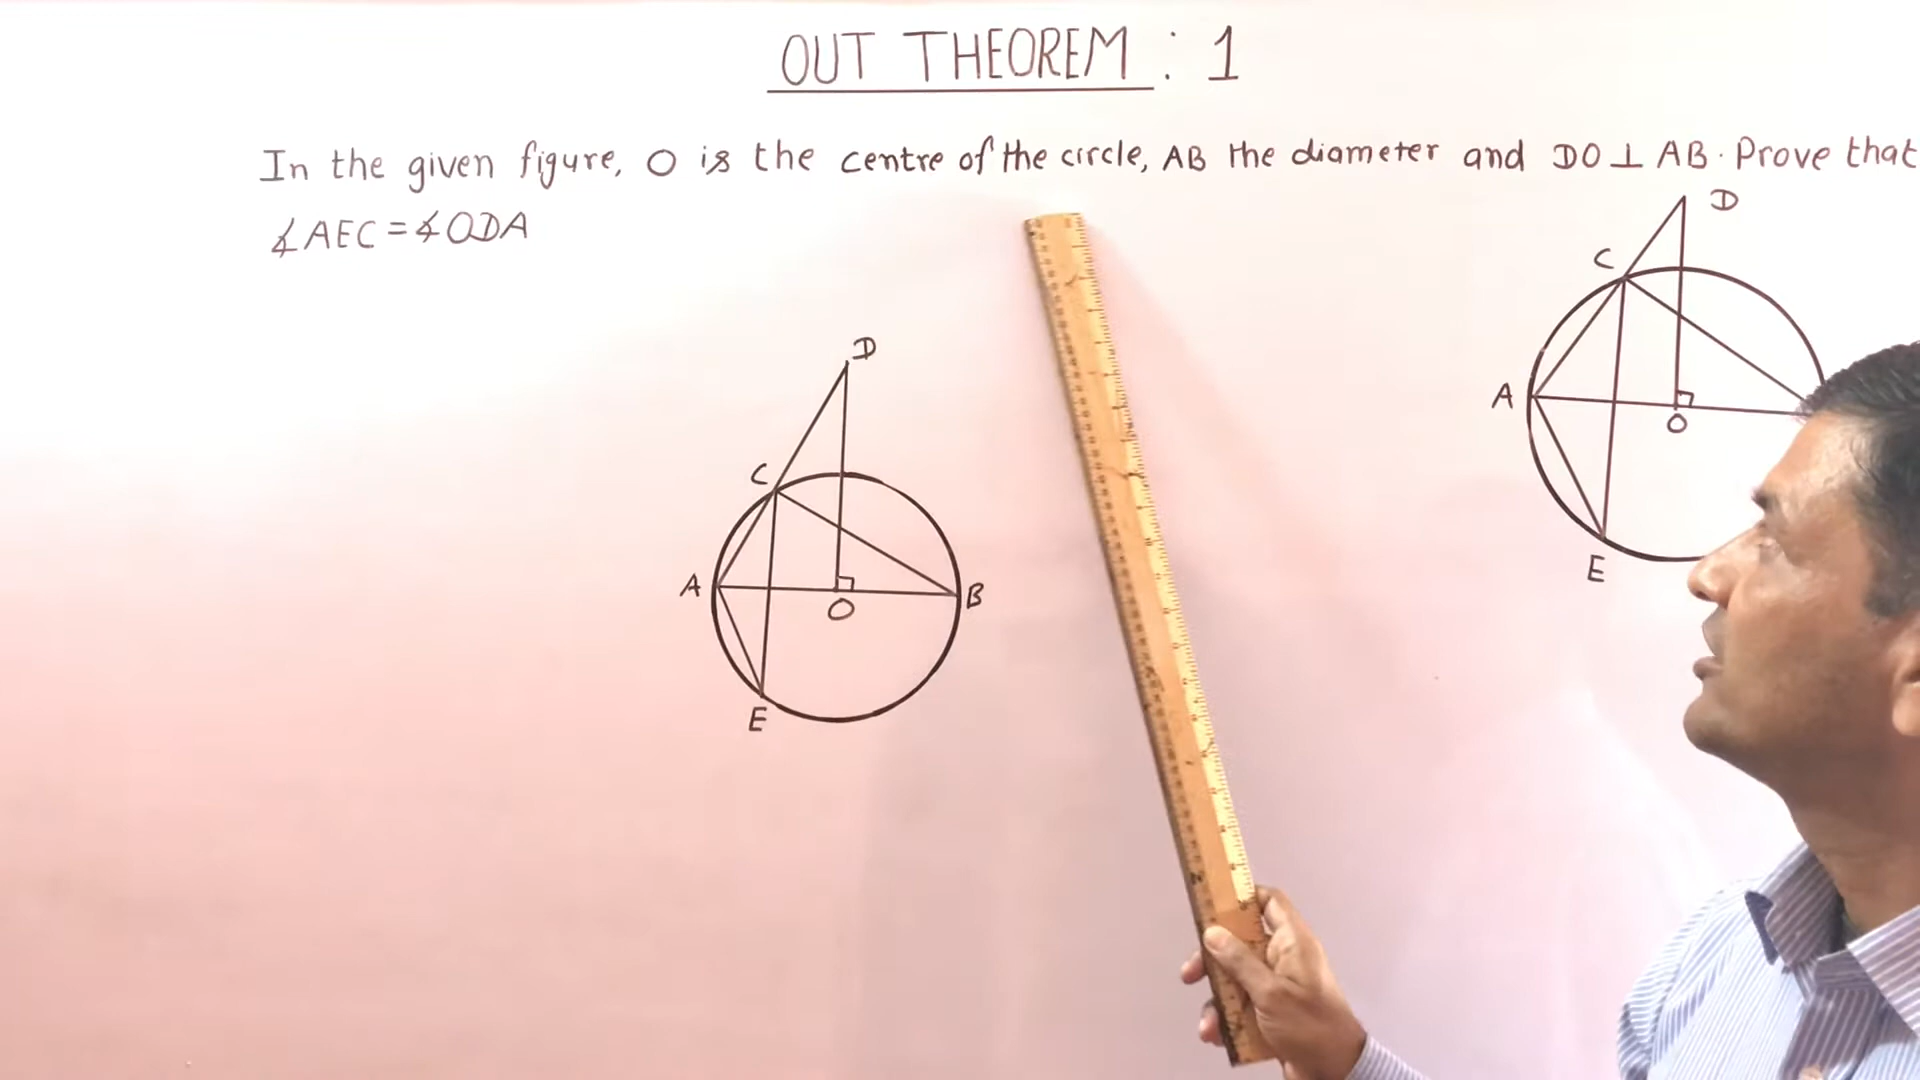 OUT THEOREM : 1
In the given figure, O is the centre of the circle, AB the diameter and DO ⊥ AB. Prove that
∡AEC = ∡ODA
D
C
A
O
B
E
D
C
A
O
E